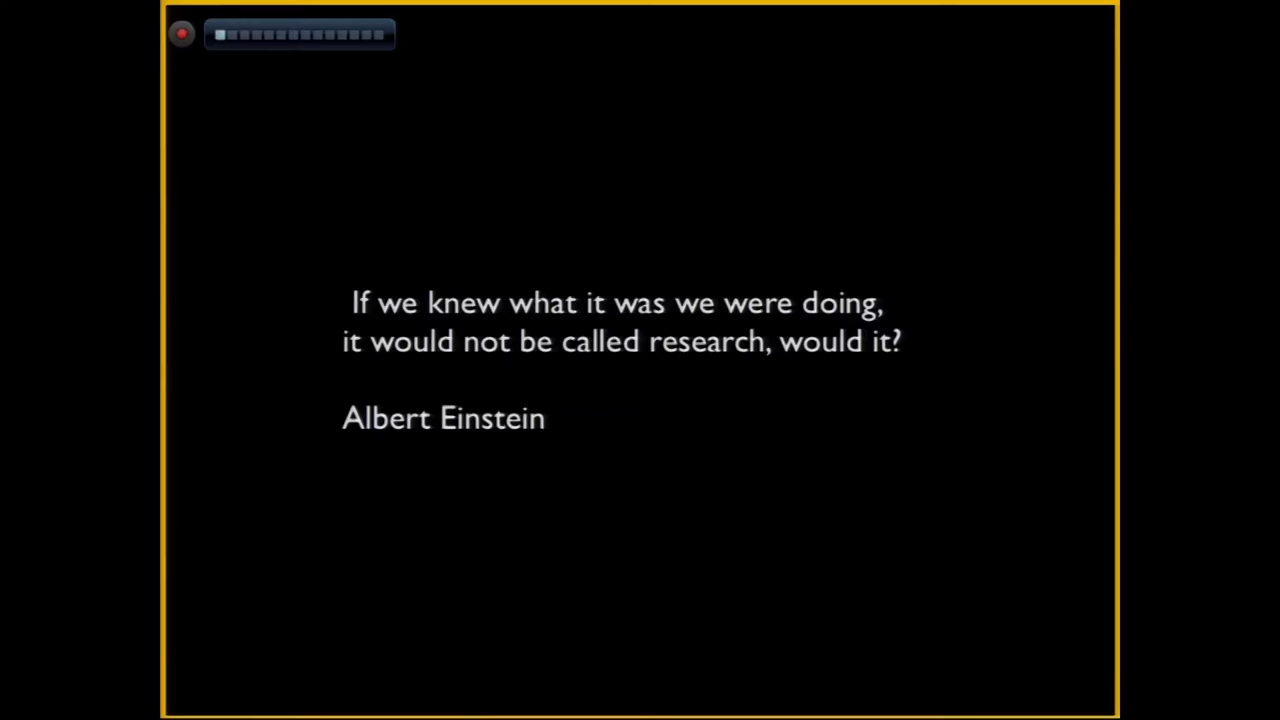 If we knew what it was we were doing,
it would not be called research, would it?
Albert Einstein